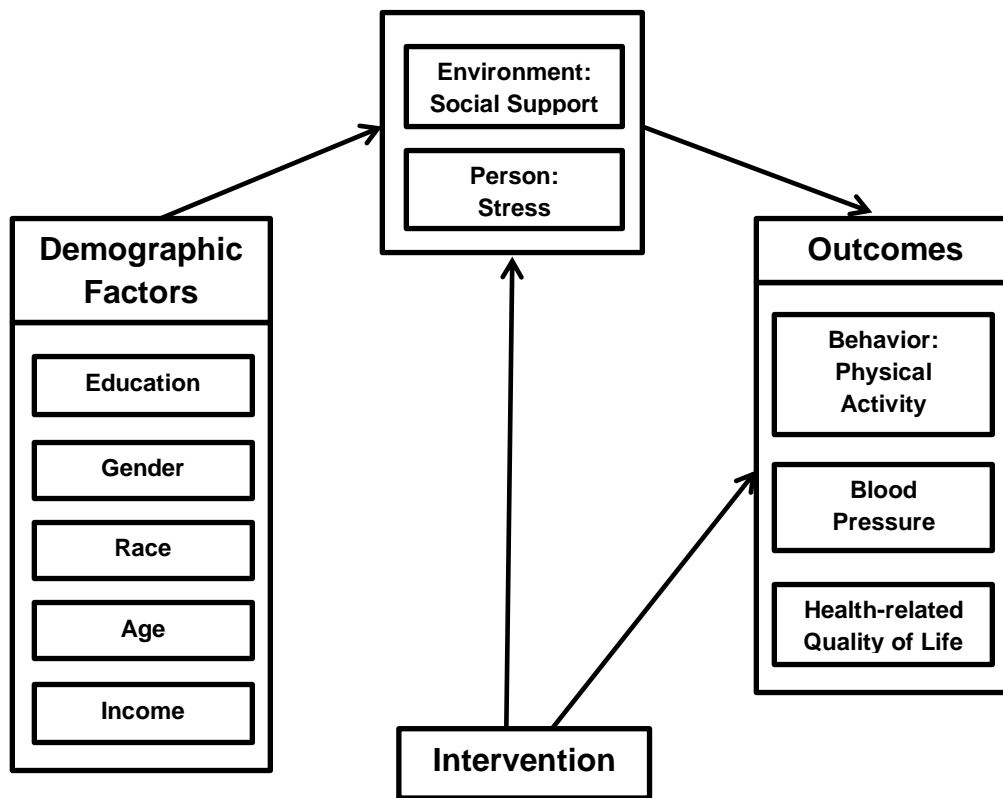 Environment:
Social Support
Person:
Stress
Demographic
Factors
Education
Gender
Race
Age
Income
Outcomes
Behavior:
Physical
Activity
Blood
Pressure
Health-related
Quality of Life
Intervention